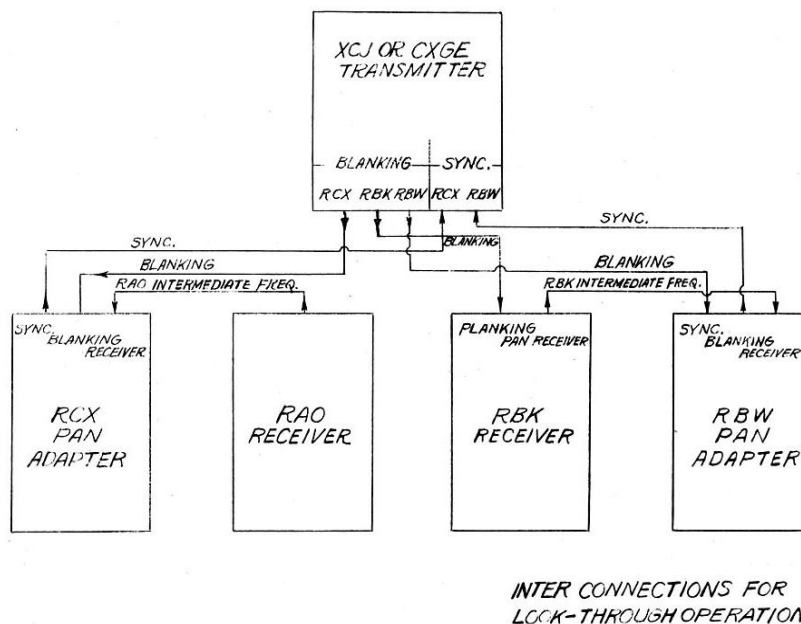 XCJ OR CXGE
TRANSMITTER
BLANKING SYNC.
RCX RBK RBW RCX RBW
SYNC.
BLANKING
SYNC.
BLANKING
BLANKING
RAO INTERMEDIATE FREQ.
RBK INTERMEDIATE FREQ.
SYNC.
BLANKING
RECEIVER
PLANKING
PAN RECEIVER
SYNC.
BLANKING
RECEIVER
RCX
PAN
ADAPTER
RAO
RECEIVER
RBK
RECEIVER
RBW
PAN
ADAPTER
INTER CONNECTIONS FOR
LOOK-THROUGH OPERATION